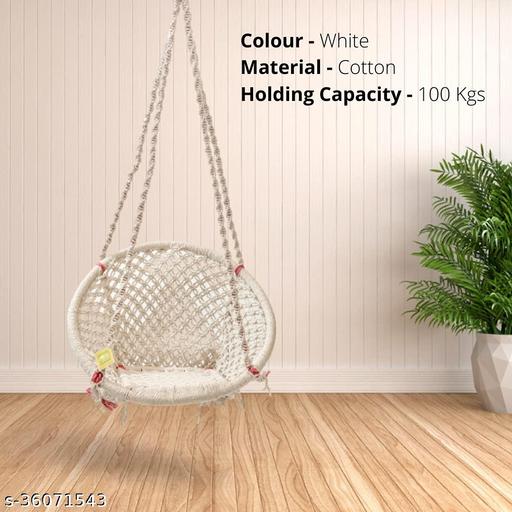 Colour - White
Material - Cotton
Holding Capacity - 100 Kgs
s-36071543